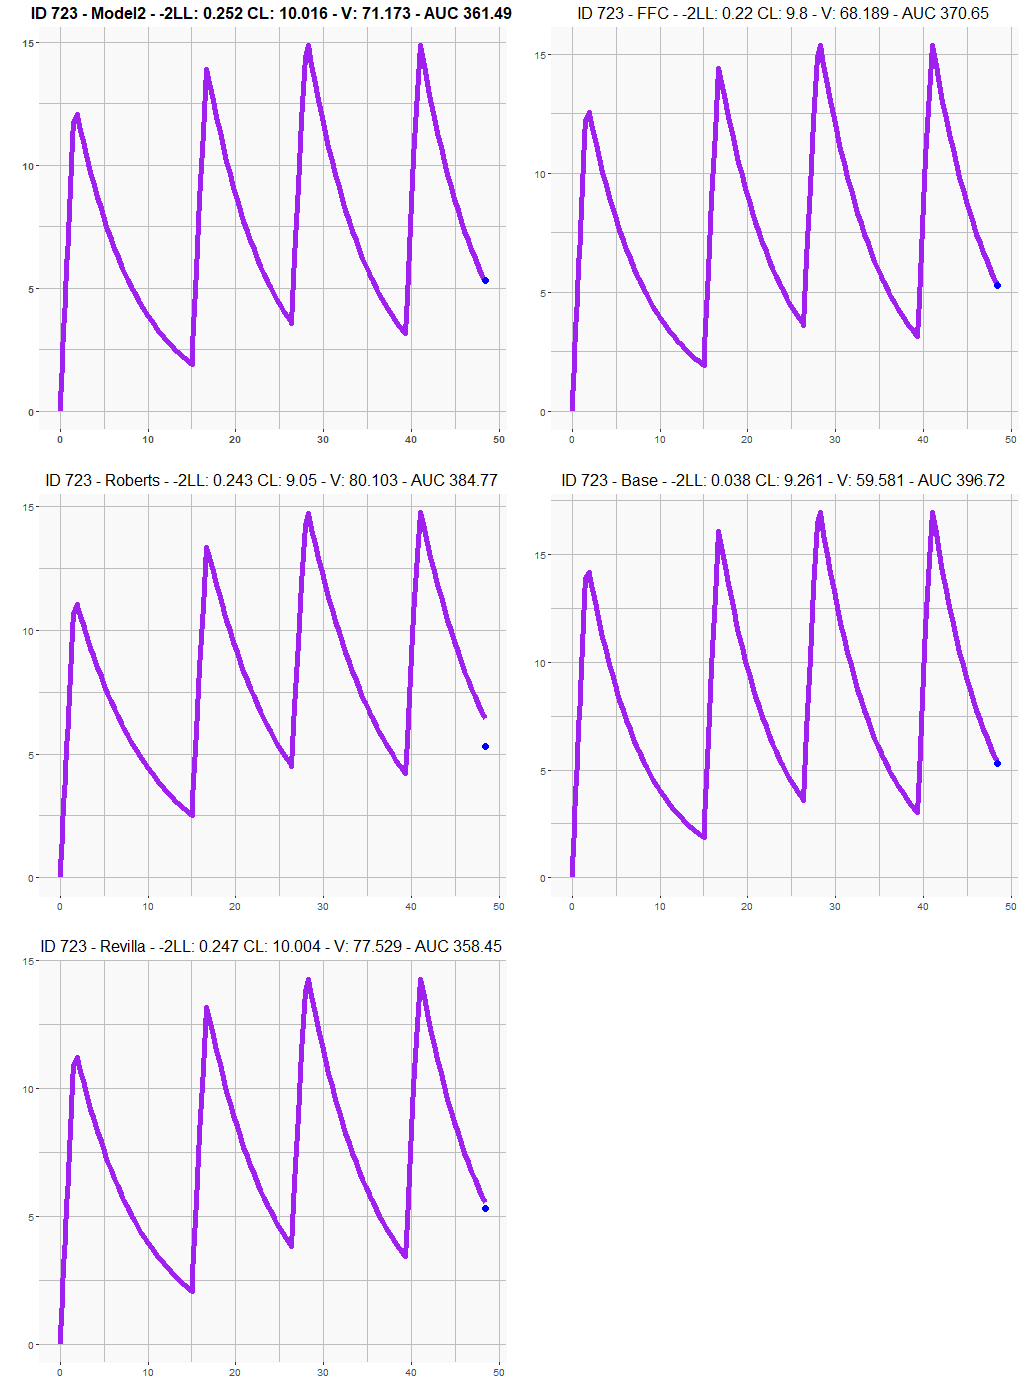 ID 723 - Model2 - -2LL: 0.252 CL: 10.016 - V: 71.173 - AUC 361.49
15
10
5
0
0 10 20 30 40 50
ID 723 - FFC - -2LL: 0.22 CL: 9.8 - V: 68.189 - AUC 370.65
15
10
5
0
0 10 20 30 40 50
ID 723 - Roberts - -2LL: 0.243 CL: 9.05 - V: 80.103 - AUC 384.77
15
10
5
0
0 10 20 30 40 50
ID 723 - Base - -2LL: 0.038 CL: 9.261 - V: 59.581 - AUC 396.72
15
10
5
0
0 10 20 30 40 50
ID 723 - Revilla - -2LL: 0.247 CL: 10.004 - V: 77.529 - AUC 358.45
15
10
5
0
0 10 20 30 40 50